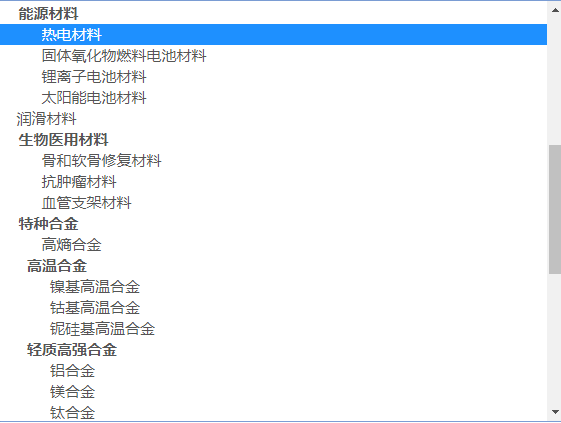 能源材料
热电材料
固体氧化物燃料电池材料
锂离子电池材料
太阳能电池材料
润滑材料
生物医用材料
骨和软骨修复材料
抗肿瘤材料
血管支架材料
特种合金
高熵合金
高温合金
镍基高温合金
钴基高温合金
铌硅基高温合金
轻质高强合金
铝合金
镁合金
钛合金